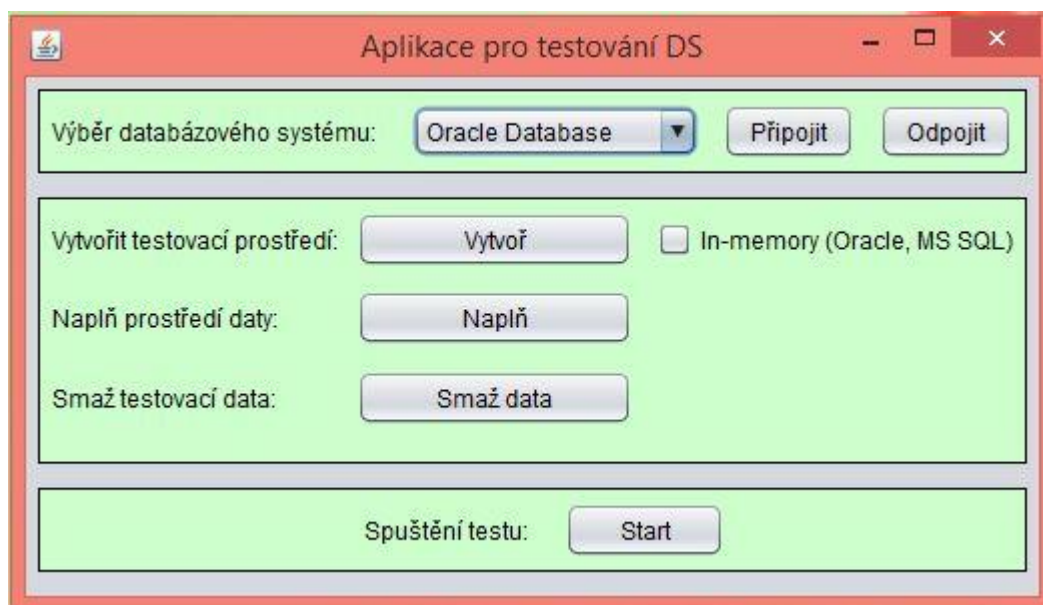 Aplikace pro testování DS
Výběr databázového systému: Oracle Database Připojit Odpojit
Vytvořit testovací prostředí: Vytvoř In-memory (Oracle, MS SQL)
Naplň prostředí daty: Naplň
Smaž testovací data: Smaž data
Spuštění testu: Start